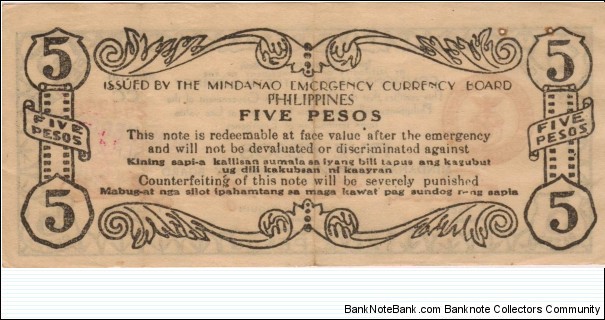 5
5
ISSUED BY THE MINDANAO EMCRGENCY CURRENCY BOARD
PHILIPPINES
FIVE PESOS
FIVE PESOS
FIVE PESOS
This note is redeemable at face value after the emergency
and will not be devaluated or discriminated against
Kining sapi-a kailisan sumala sa iyang bili tapus ang kagubut
ug dili kakubsan ni kaayran
Counterfeiting of this note will be severely punished
Mabug-at nga silot ipahamtang sa maga kawat pag sundog sapia
5
5
BankNoteBank.com - BankNote Collectors Community